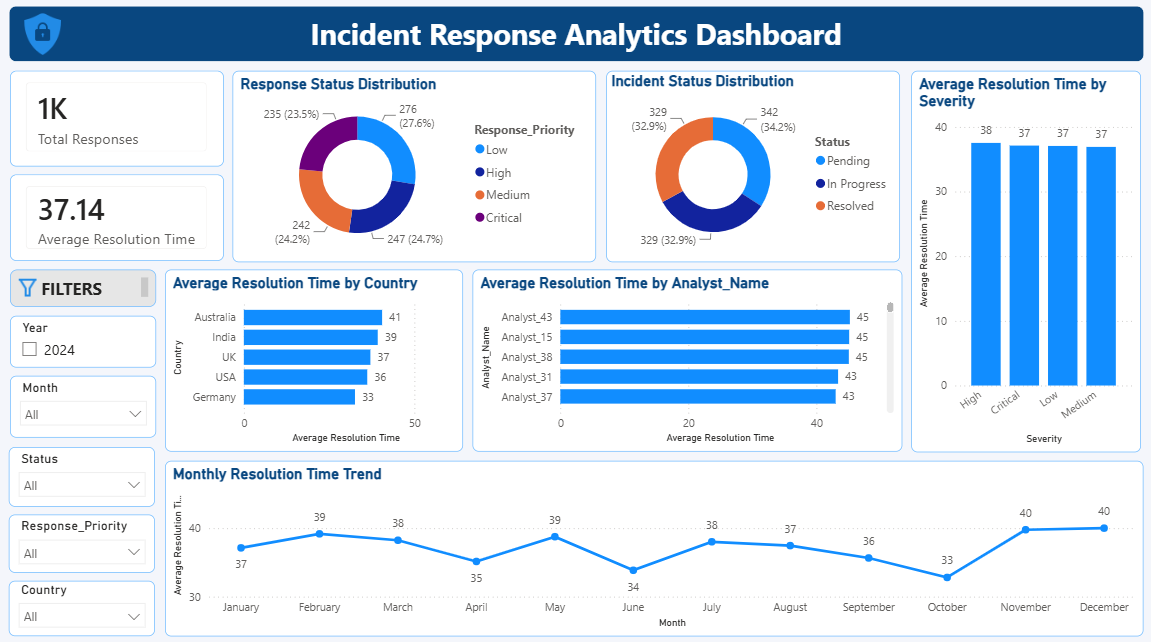 Incident Response Analytics Dashboard
1K
Total Responses
37.14
Average Resolution Time
Response Status Distribution
235 (23.5%)
276
(27.6%)
242
(24.2%)
247 (24.7%)
Response_Priority
Low
High
Medium
Critical
Incident Status Distribution
329
(32.9%)
342
(34.2%)
329 (32.9%)
Status
Pending
In Progress
Resolved
Average Resolution Time by
Severity
Average Resolution Time
40
30
20
10
0
38
37
37
37
High
Critical
Low
Medium
Severity
FILTERS
Year
2024
Month
All
Status
All
Response_Priority
All
Country
All
Average Resolution Time by Country
Country
Australia 41
India 39
UK 37
USA 36
Germany 33
0 50
Average Resolution Time
Average Resolution Time by Analyst_Name
Analyst_Name
Analyst_43 45
Analyst_15 45
Analyst_38 45
Analyst_31 43
Analyst_37 43
0 20 40
Average Resolution Time
Monthly Resolution Time Trend
Average Resolution Ti...
40
30
37
39
38
35
39
34
38
37
36
33
40
40
January February March April May June July August September October November December
Month